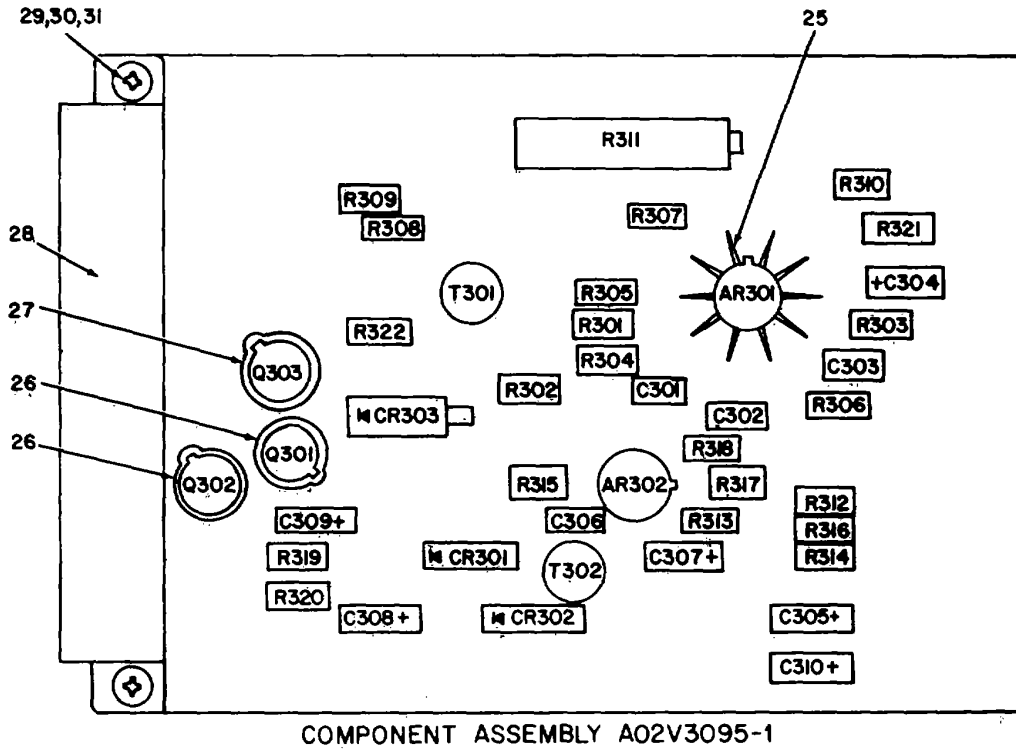 29,30,31
25
R311
R310
R309
R308
R307
R321
28
T301
R305
AR301
+C304
27
R322
R301
R303
Q303
R304
C303
26
R302
C301
R306
CR303
C302
Q301
R318
26
Q302
R315
AR302
R317
R312
C309+
C306
R313
R316
R319
CR301
C307+
R314
T302
R320
C308+
CR302
C305+
C310+
COMPONENT ASSEMBLY A02V3095-1